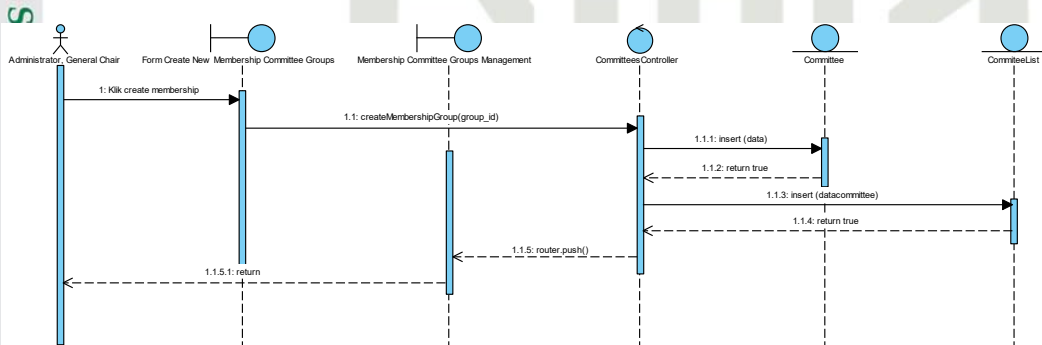 Administrator, General Chair
Form Create New Membership Committee Groups
Membership Committee Groups Management
CommitteesController
Committee
CommiteeList
1: Klik create membership
1.1: createMembershipGroup(group_id)
1.1.1: insert (data)
1.1.2: return true
1.1.3: insert (datacommittee)
1.1.4: return true
1.1.5: router.push()
1.1.5.1: return